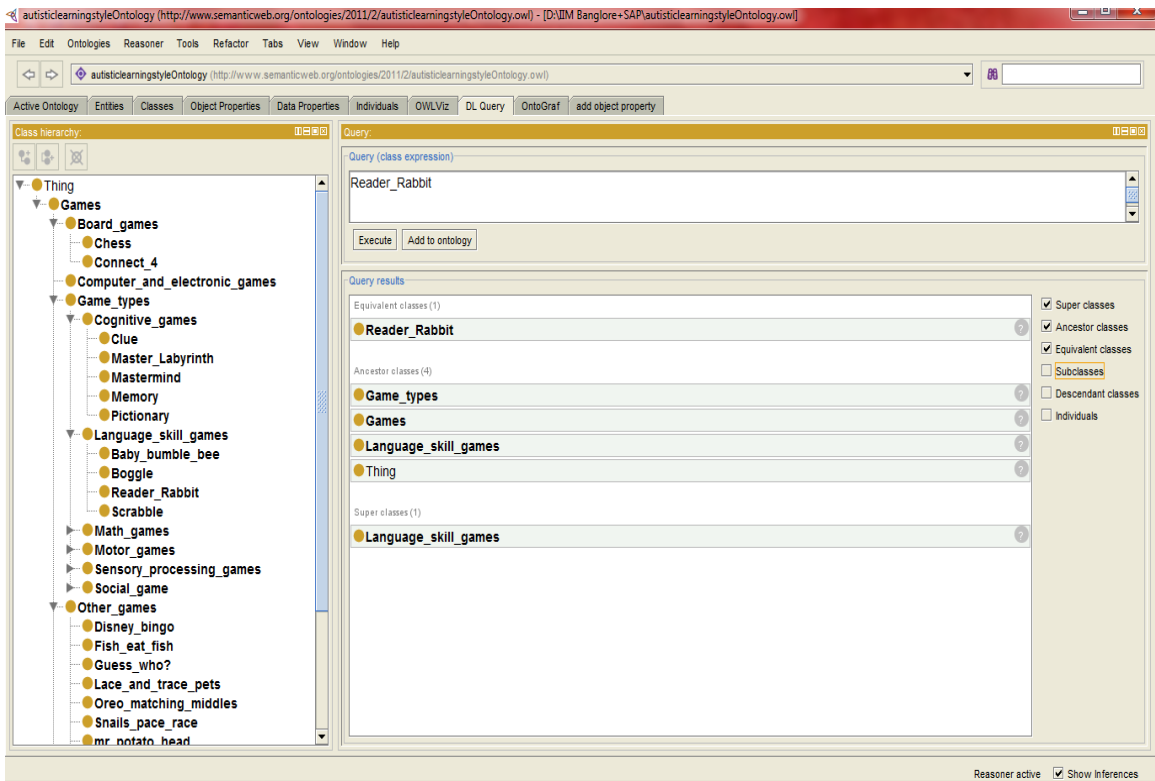 autisticlearningstyleOntology (http://www.semanticweb.org/ontologies/2011/2/autisticlearningstyleOntology.owl) - [D:\IIM Banglore+SAP\autisticlearningstyleOntology.owl]
File Edit Ontologies Reasoner Tools Refactor Tabs View Window Help
autisticlearningstyleOntology (http://www.semanticweb.org/ontologies/2011/2/autisticlearningstyleOntology.owl)
Active Ontology Entities Classes Object Properties Data Properties Individuals OWLViz DL Query OntoGraf add object property
Class hierarchy:
Thing
Games
Board_games
Chess
Connect_4
Computer_and_electronic_games
Game_types
Cognitive_games
Clue
Master_Labyrinth
Mastermind
Memory
Pictionary
Language_skill_games
Baby_bumble_bee
Boggle
Reader_Rabbit
Scrabble
Math_games
Motor_games
Sensory_processing_games
Social_game
Other_games
Disney_bingo
Fish_eat_fish
Guess_who?
Lace_and_trace_pets
Oreo_matching_middles
Snails_pace_race
mr_potato_head
Query:
Query (class expression)
Reader_Rabbit
Execute Add to ontology
Query results
Equivalent classes (1)
Reader_Rabbit ?
Ancestor classes (4)
Game_types ?
Games ?
Language_skill_games ?
Thing ?
Super classes (1)
Language_skill_games ?
Super classes
Ancestor classes
Equivalent classes
Subclasses
Descendant classes
Individuals
Reasoner active Show Inferences